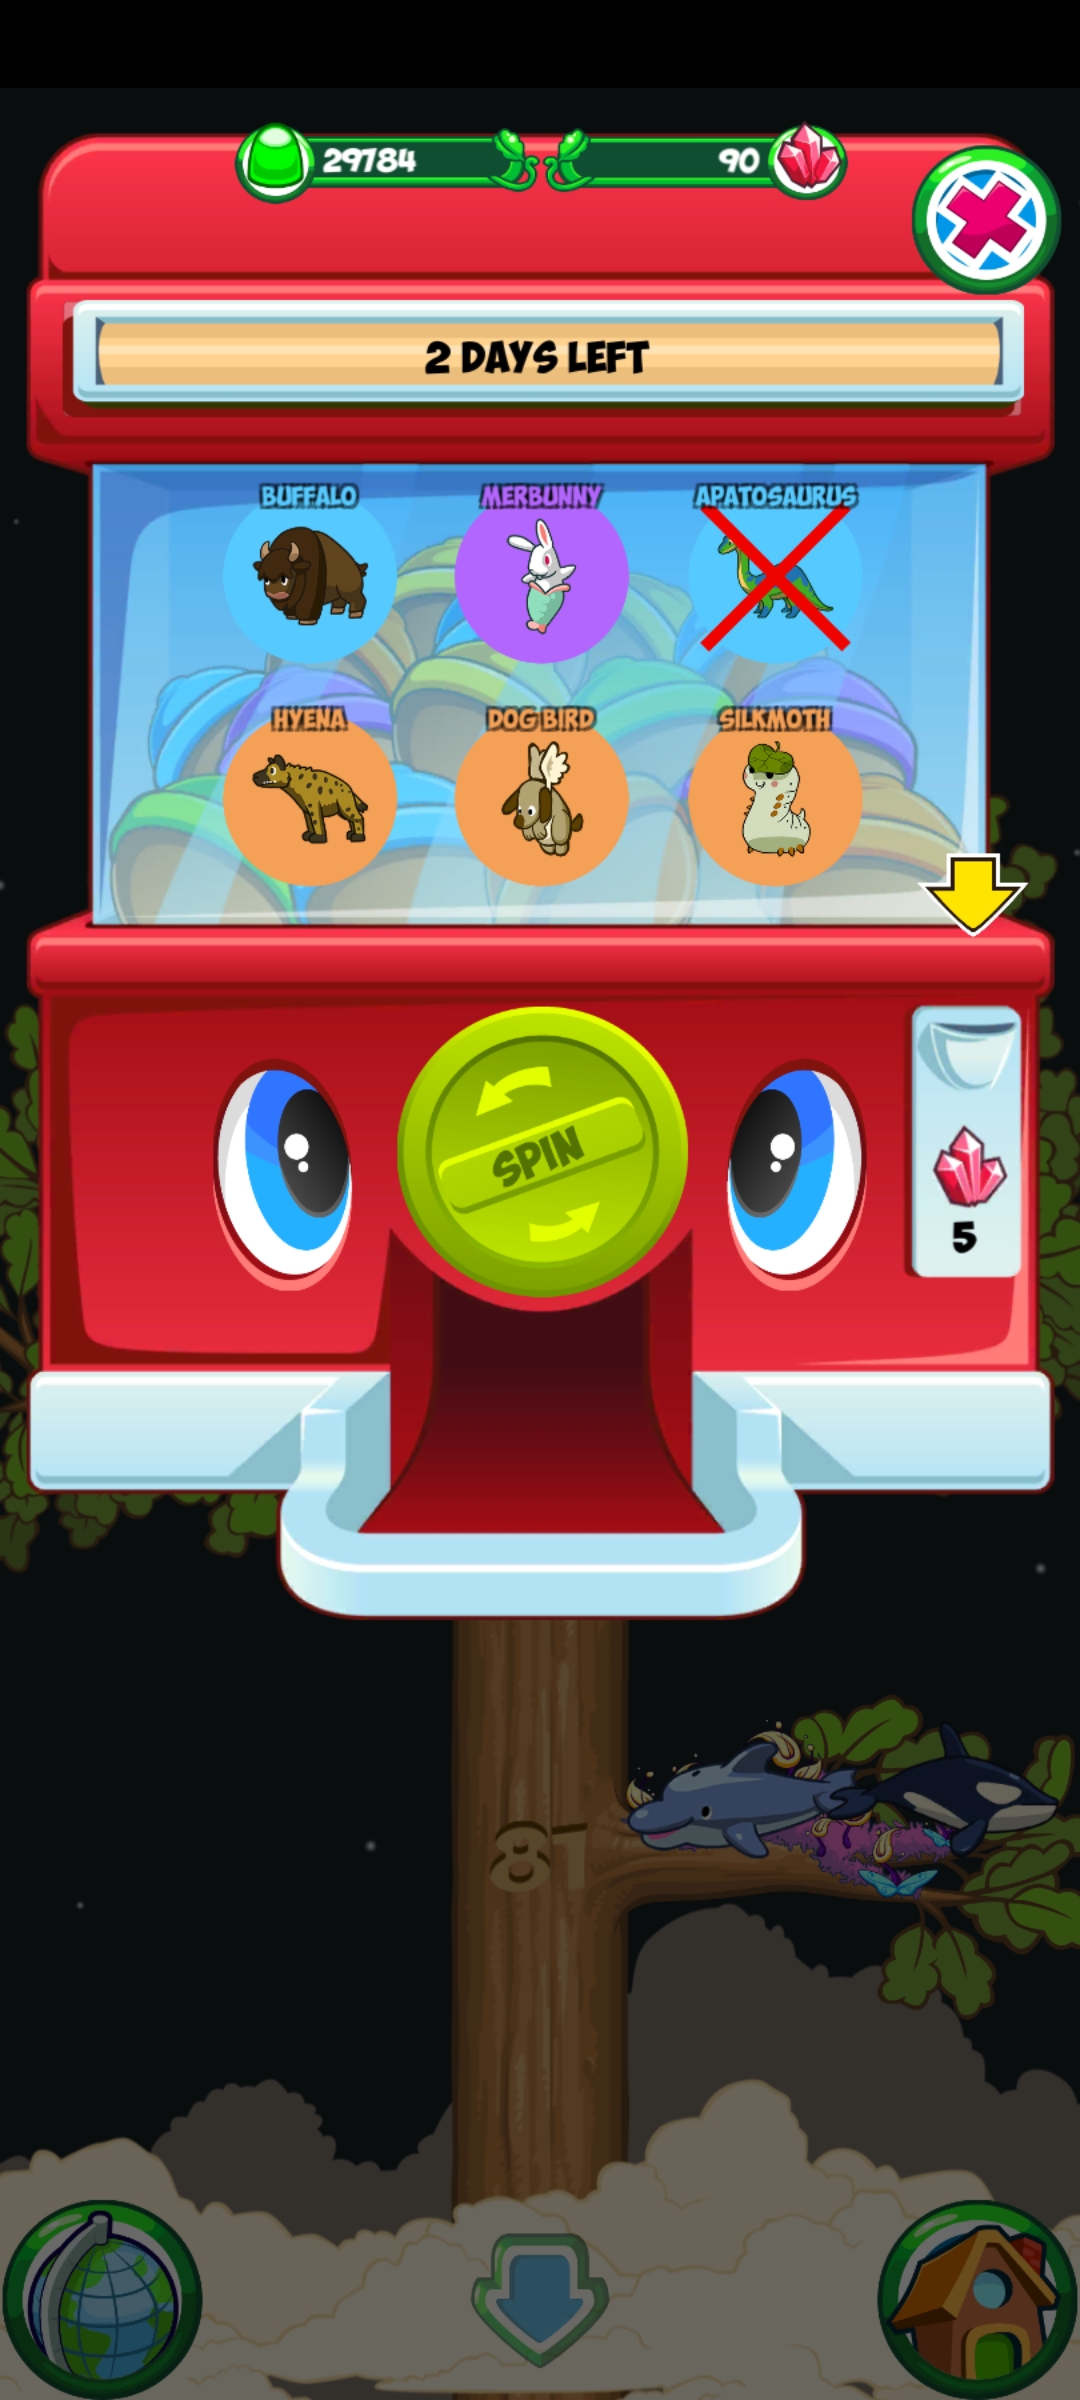 29784
90
2 DAYS LEFT
BUFFALO
MERBUNNY
APATOSAURUS
HYENA
DOG BIRD
SILKMOTH
SPIN
5
81